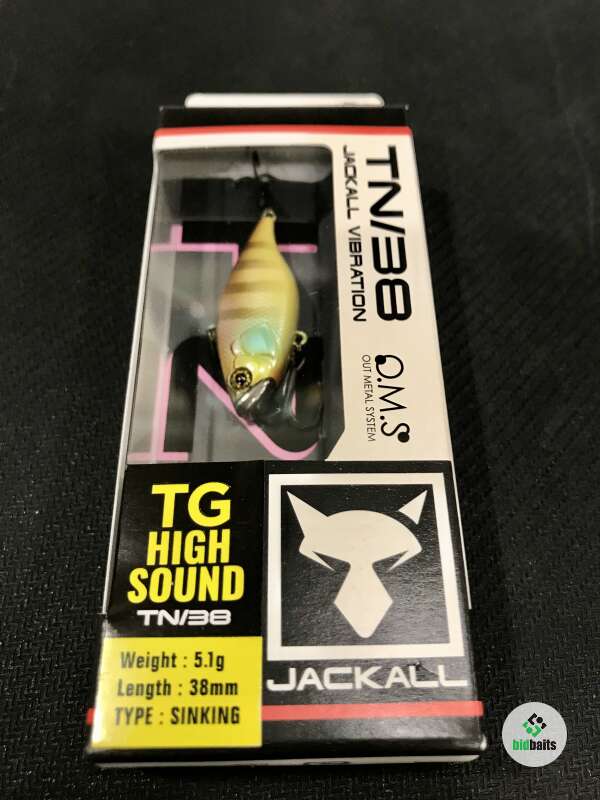 TN/38
JACKALL VIBRATION
O.M.S
OUT METAL SYSTEM
TG
HIGH
SOUND
TN/38
Weight : 5.1g
Length : 38mm
TYPE : SINKING
JACKALL
bidbaits